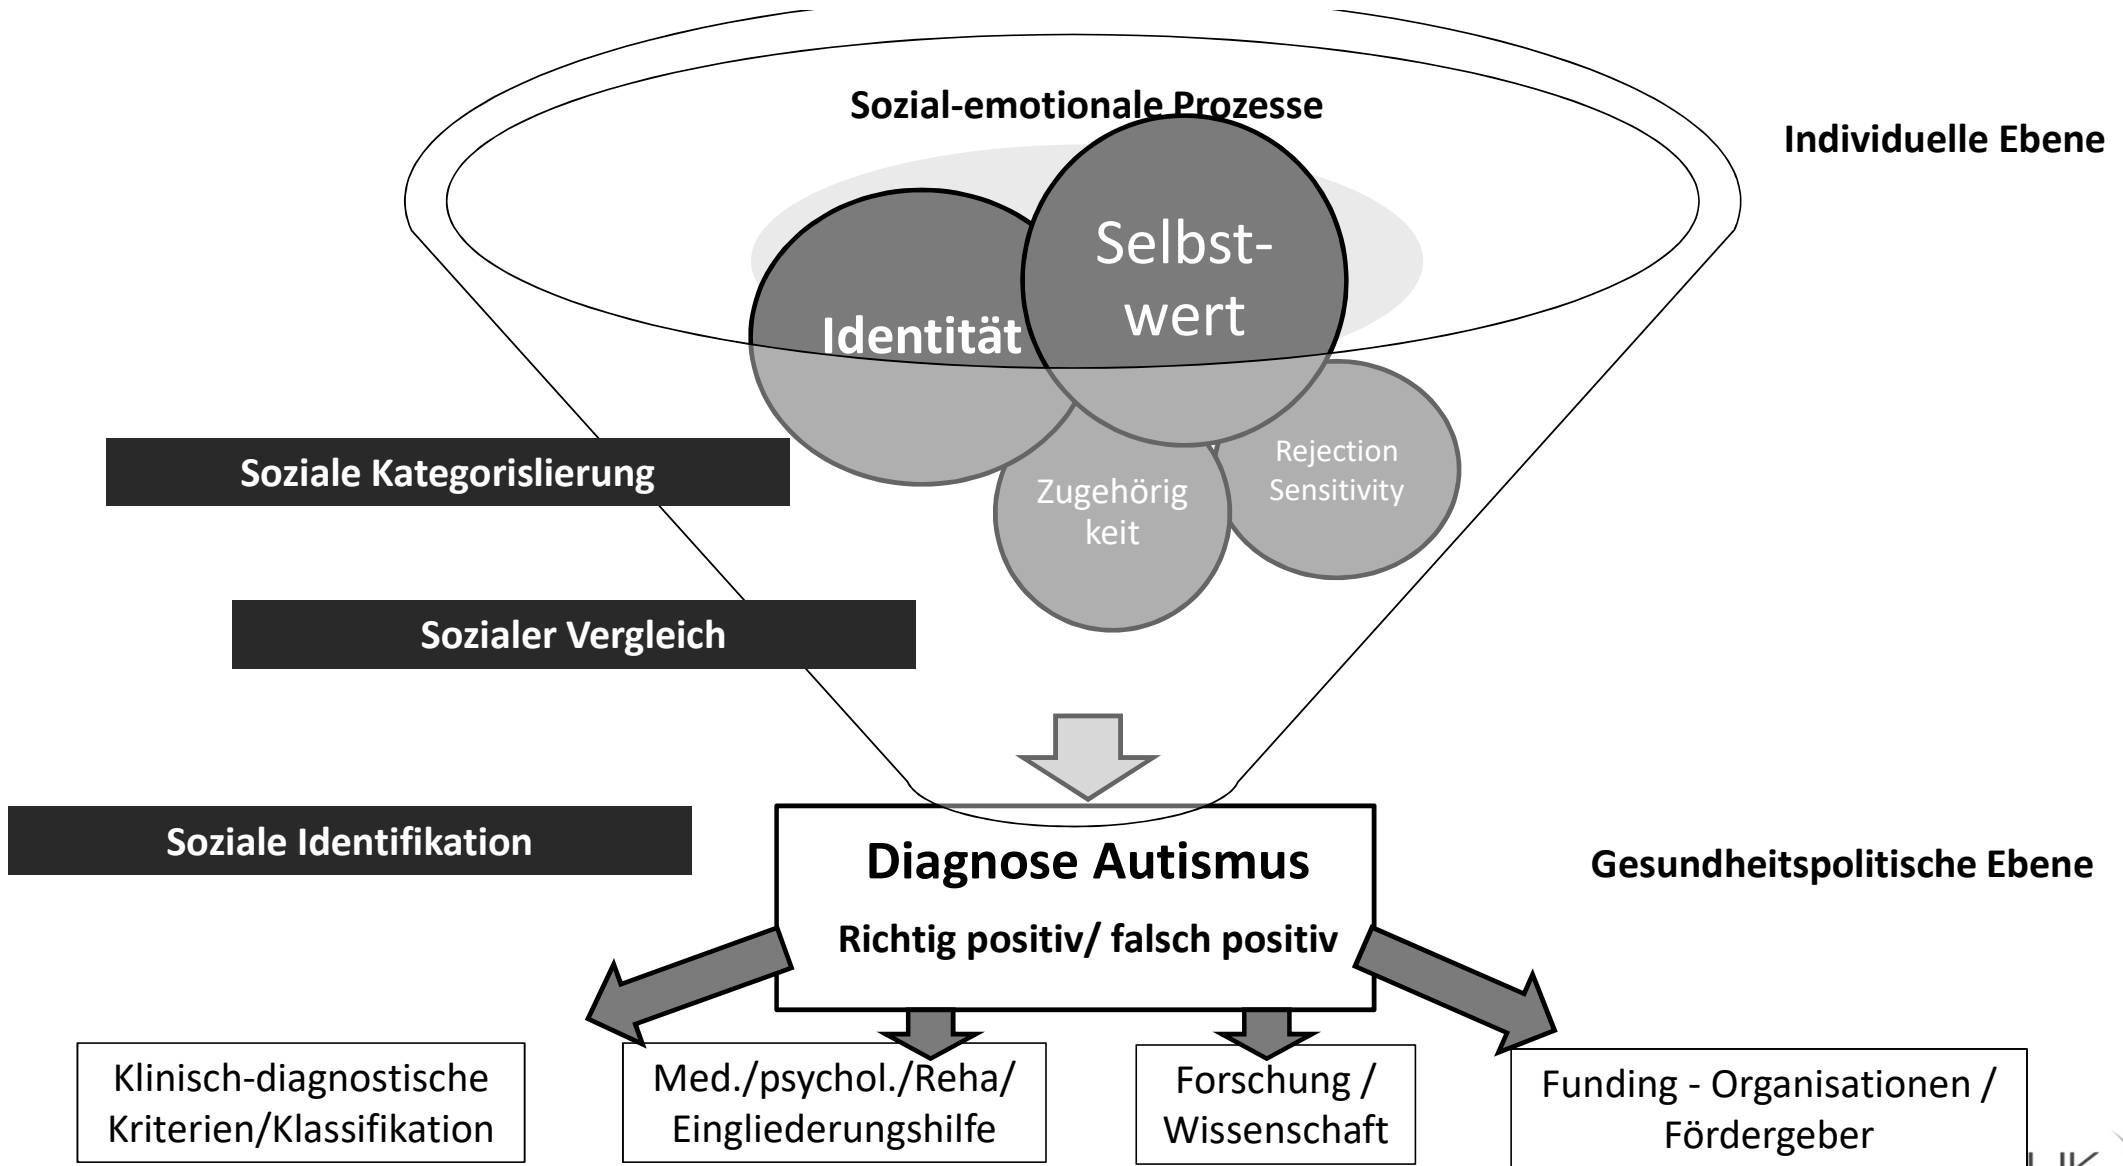 Sozial-emotionale Prozesse
Individuelle Ebene
Selbst-
wert
Identität
Rejection
Sensitivity
Zugehörig
keit
Soziale Kategorislierung
Sozialer Vergleich
Soziale Identifikation
Diagnose Autismus
Richtig positiv/ falsch positiv
Gesundheitspolitische Ebene
Klinisch-diagnostische
Kriterien/Klassifikation
Med./psychol./Reha/
Eingliederungshilfe
Forschung /
Wissenschaft
Funding - Organisationen /
Fördergeber